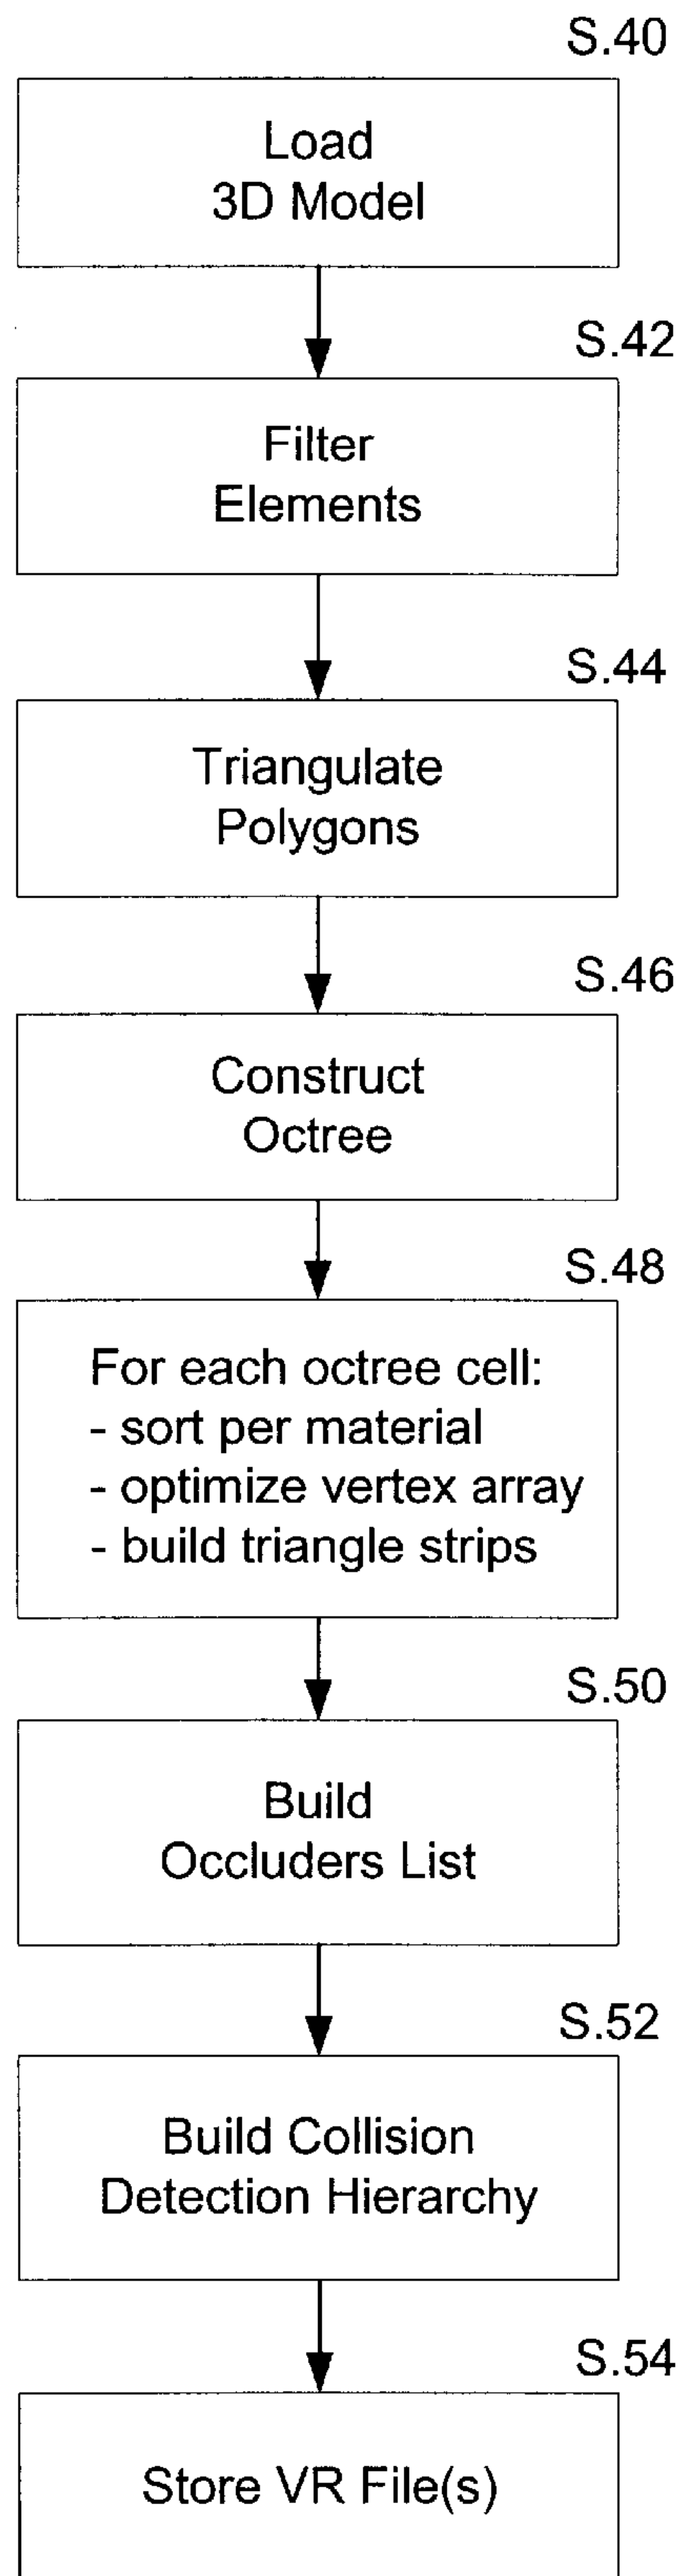 S.40
Load
3D Model
S.42
Filter
Elements
S.44
Triangulate
Polygons
S.46
Construct
Octree
S.48
For each octree cell:
- sort per material
- optimize vertex array
- build triangle strips
S.50
Build
Occluders List
S.52
Build Collision
Detection Hierarchy
S.54
Store VR File(s)